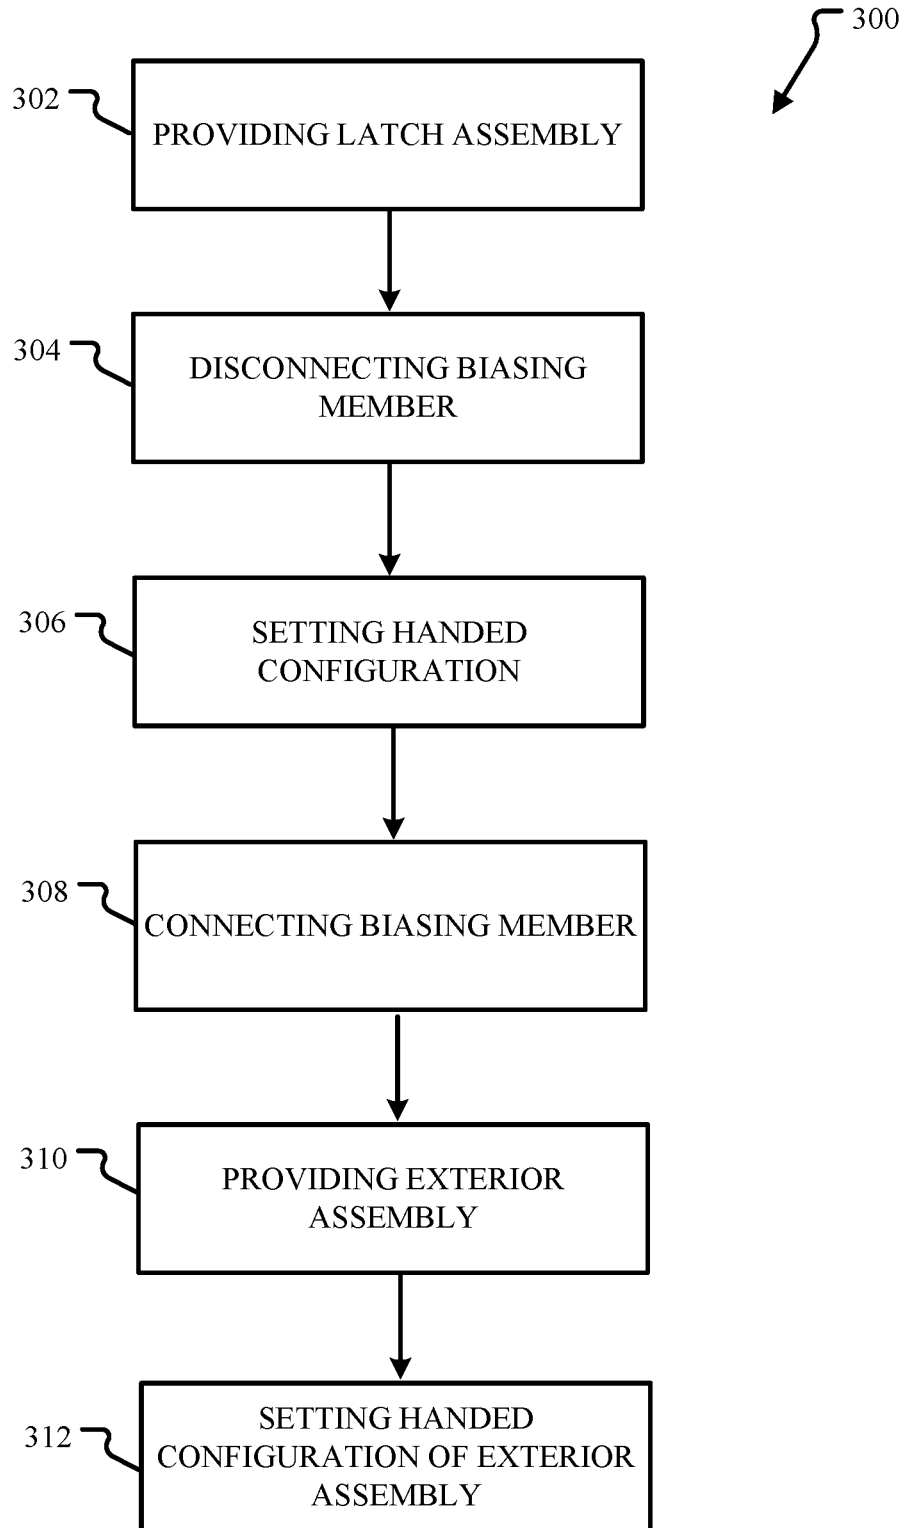 300
302
PROVIDING LATCH ASSEMBLY
304
DISCONNECTING BIASING
MEMBER
306
SETTING HANDED
CONFIGURATION
308
CONNECTING BIASING MEMBER
310
PROVIDING EXTERIOR
ASSEMBLY
312
SETTING HANDED
CONFIGURATION OF EXTERIOR
ASSEMBLY